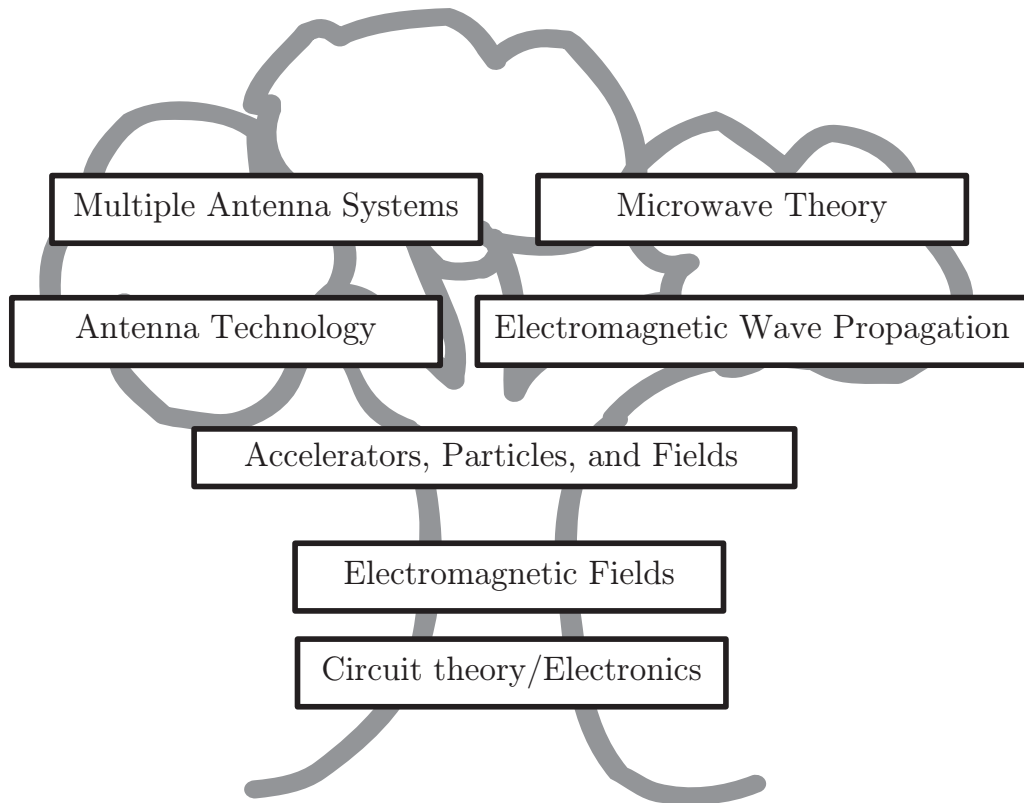 Multiple Antenna Systems
Microwave Theory
Antenna Technology
Electromagnetic Wave Propagation
Accelerators, Particles, and Fields
Electromagnetic Fields
Circuit theory/Electronics